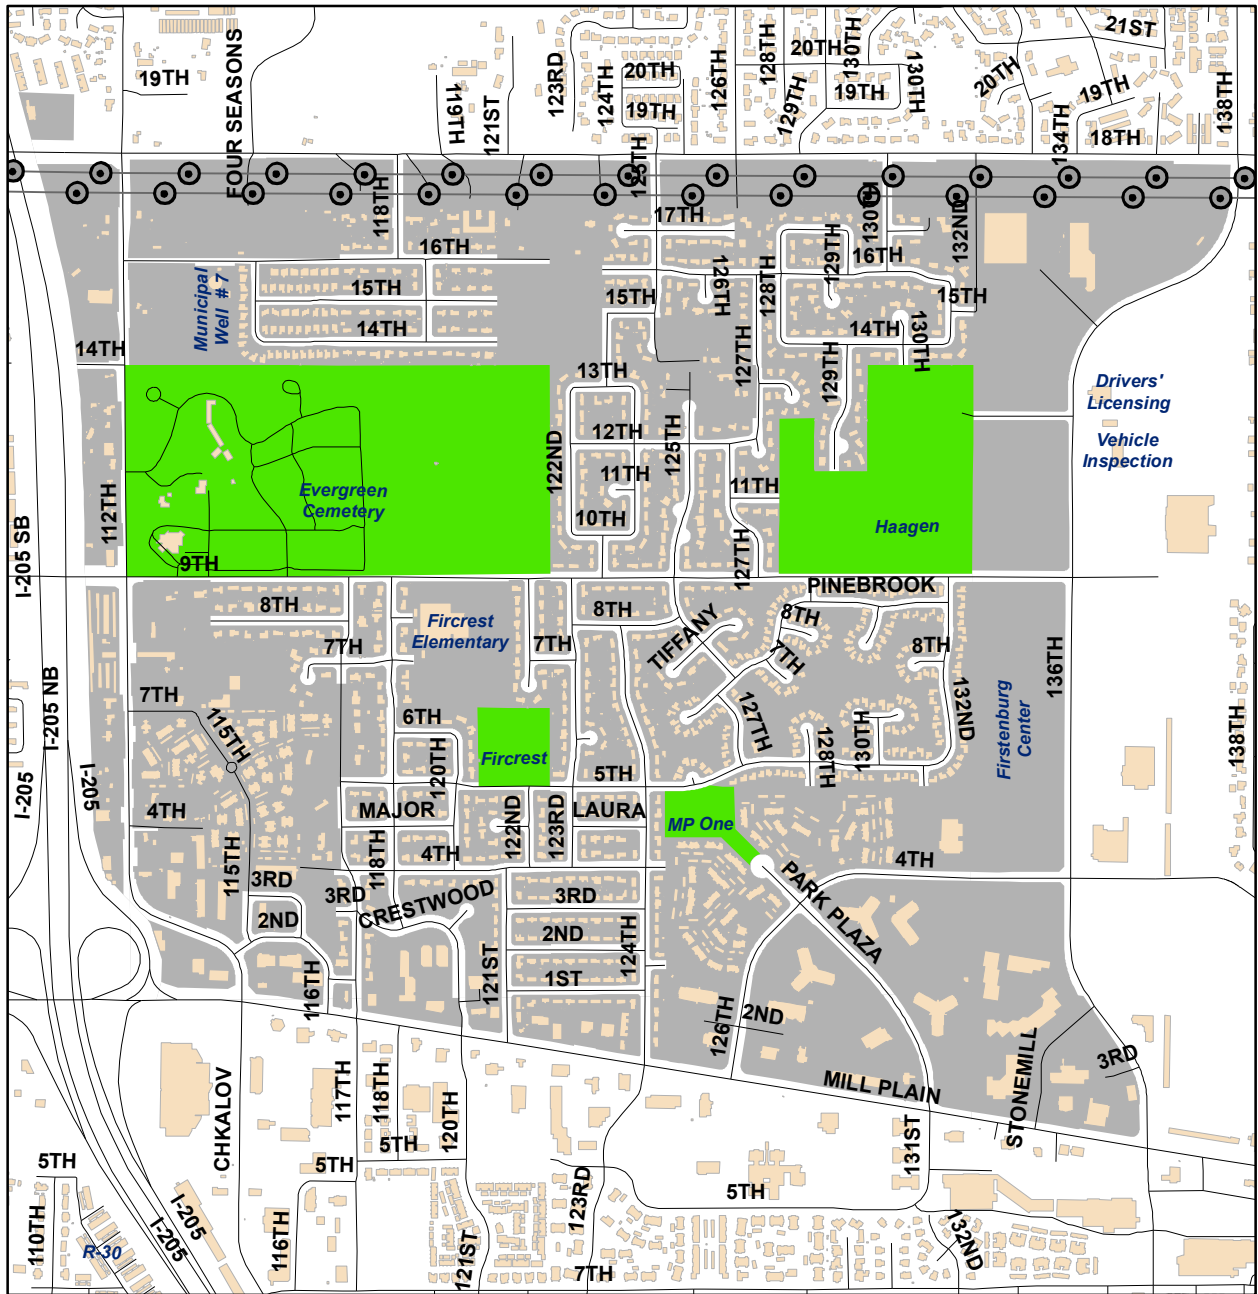 21ST
19TH
FOUR SEASONS
119TH
121ST
123RD
124TH
20TH
19TH
126TH
128TH
20TH
130TH
129TH
19TH
130TH
20TH
19TH
134TH
18TH
138TH
125TH
118TH
17TH
130TH
132ND
16TH
129TH
16TH
Municipal
Well # 7
15TH
15TH
126TH
128TH
15TH
14TH
14TH
130TH
14TH
127TH
129TH
13TH
Drivers'
Licensing
12TH
125TH
122ND
Vehicle
Inspection
11TH
11TH
Evergreen
Cemetery
112TH
10TH
Haagen
I-205 SB
9TH
127TH
PINEBROOK
8TH
8TH
8TH
Fircrest
Elementary
TIFFANY
7TH
7TH
7TH
8TH
136TH
I-205 NB
7TH
115TH
6TH
127TH
132ND
Firstenburg
Center
130TH
128TH
138TH
I-205
I-205
120TH
Fircrest
5TH
4TH
MAJOR
122ND
123RD
LAURA
MP One
118TH
4TH
4TH
115TH
3RD
3RD
CRESTWOOD
3RD
PARK PLAZA
2ND
2ND
124TH
121ST
1ST
116TH
126TH
2ND
STONEMILL
3RD
MILL PLAIN
CHKALOV
117TH
118TH
120TH
131ST
5TH
5TH
5TH
5TH
110TH
I-205
I-205
116TH
123RD
121ST
132ND
R-30
7TH